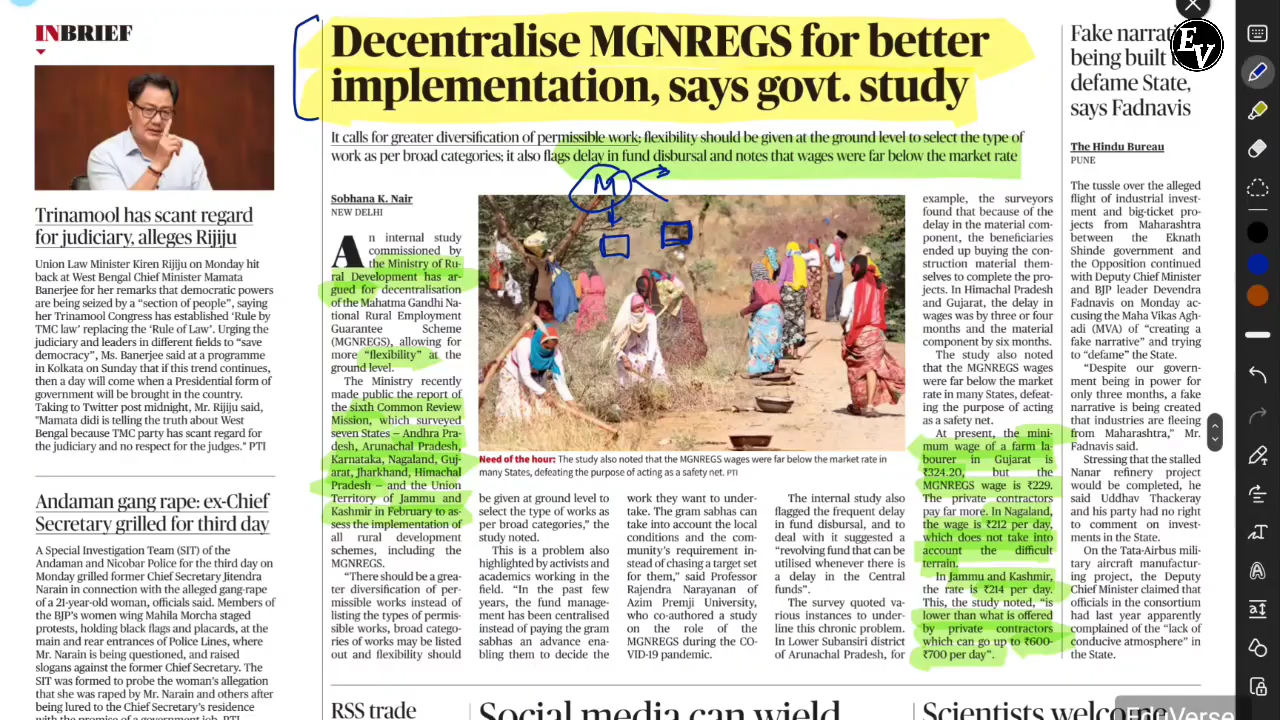 INBRIEF
Trinamool has scant regard
for judiciary, alleges Rijiju
Union Law Minister Kiren Rijiju on Monday hit
back at West Bengal Chief Minister Mamata
Banerjee for her remarks that democratic powers
are being seized by a “section of people”, saying
her Trinamool Congress has established ‘Rule by
TMC law’ replacing the ‘Rule of Law’. Urging the
judiciary and leaders in different fields to “save
democracy”, Ms. Banerjee said at a programme
in Kolkata on Sunday that if this trend continues,
then a day will come when a Presidential form of
government will be brought in the country.
Taking to Twitter post midnight, Mr. Rijiju said,
"Mamata didi is telling the truth about West
Bengal because TMC party has scant regard for
the judiciary and no respect for the judges." PTI
Andaman gang rape: ex-Chief
Secretary grilled for third day
A Special Investigation Team (SIT) of the
Andaman and Nicobar Police for the third day on
Monday grilled former Chief Secretary Jitendra
Narain in connection with the alleged gang-rape
of a 21-year-old woman, officials said. Members of
the BJP's women wing Mahila Morcha staged
protests, holding black flags and placards, at the
main and rear entrances of Police Lines, where
Mr. Narain is being questioned, and raised
slogans against the former Chief Secretary. The
SIT was formed to probe the woman's allegation
that she was raped by Mr. Narain and others after
being lured to the Chief Secretary's residence
with the promise of a government job. PTI
Decentralise MGNREGS for better
implementation, says govt. study
It calls for greater diversification of permissible work; flexibility should be given at the ground level to select the type of
work as per broad categories; it also flags delay in fund disbursal and notes that wages were far below the market rate
M
Sobhana K. Nair
NEW DELHI
An internal study
commissioned by
the Ministry of Ru-
ral Development has ar-
gued for decentralisation
of the Mahatma Gandhi Na-
tional Rural Employment
Guarantee Scheme
(MGNREGS), allowing for
more “flexibility” at the
ground level.
The Ministry recently
made public the report of
the sixth Common Review
Mission, which surveyed
seven States – Andhra Pra-
desh, Arunachal Pradesh,
Karnataka, Nagaland, Guj-
arat, Jharkhand, Himachal
Pradesh – and the Union
Territory of Jammu and
Kashmir in February to as-
sess the implementation of
all rural development
schemes, including the
MGNREGS.
“There should be a grea-
ter diversification of per-
missible works instead of
listing the types of permis-
sible works, broad catego-
ries of works may be listed
out and flexibility should
Need of the hour: The study also noted that the MGNREGS wages were far below the market rate in
many States, defeating the purpose of acting as a safety net. PTI
be given at ground level to
select the type of works as
per broad categories,” the
study noted.
This is a problem also
highlighted by activists and
academics working in the
field. “In the past few
years, the fund manage-
ment has been centralised
instead of paying the gram
sabhas an advance ena-
bling them to decide the
work they want to under-
take. The gram sabhas can
take into account the local
conditions and the com-
munity's requirement in-
stead of chasing a target set
for them,” said Professor
Rajendra Narayanan of
Azim Premji University,
who co-authored a study
on the role of the
MGNREGS during the CO-
VID-19 pandemic.
The internal study also
flagged the frequent delay
in fund disbursal, and to
deal with it suggested a
“revolving fund that can be
utilised whenever there is
a delay in the Central
funds”.
The survey quoted va-
rious instances to under-
line this chronic problem.
In Lower Subansiri district
of Arunachal Pradesh, for
example, the surveyors
found that because of the
delay in the material com-
ponent, the beneficiaries
ended up buying the con-
struction material them-
selves to complete the pro-
jects. In Himachal Pradesh
and Gujarat, the delay in
wages was by three or four
months and the material
component by six months.
The study also noted
that the MGNREGS wages
were far below the market
rate in many States, defeat-
ing the purpose of acting
as a safety net.
At present, the mini-
mum wage of a farm la-
bourer in Gujarat is
₹324.20, but the
MGNREGS wage is ₹229.
The private contractors
pay far more. In Nagaland,
the wage is ₹212 per day,
which does not take into
account the difficult
terrain.
In Jammu and Kashmir,
the rate is ₹214 per day.
This, the study noted, “is
lower than what is offered
by private contractors
which can go up to ₹600-
₹700 per day”.
Fake narrati
being built t
defame State,
says Fadnavis
EV
The Hindu Bureau
PUNE
The tussle over the alleged
flight of industrial invest-
ment and big-ticket pro-
jects from Maharashtra
between the Eknath
Shinde government and
the Opposition continued
with Deputy Chief Minister
and BJP leader Devendra
Fadnavis on Monday ac-
cusing the Maha Vikas Agh-
adi (MVA) of “creating a
fake narrative” and trying
to “defame” the State.
“Despite our govern-
ment being in power for
only three months, a fake
narrative is being created
that industries are
fleeing from
Maharashtra,” Mr.
Fadnavis said.
Stressing that the stalled
Nanar refinery project
would be completed, he
said Uddhav Thackeray
and his party had no right
to comment on invest-
ments in the State.
On the Tata-Airbus mili-
tary aircraft manufactur-
ing project, the Deputy
Chief Minister claimed that
officials in the consortium
had last year apparently
complained of the “lack of
conducive atmosphere” in
the State.
RSS trade
Social media can wield
Scientists welcome
EditVerse